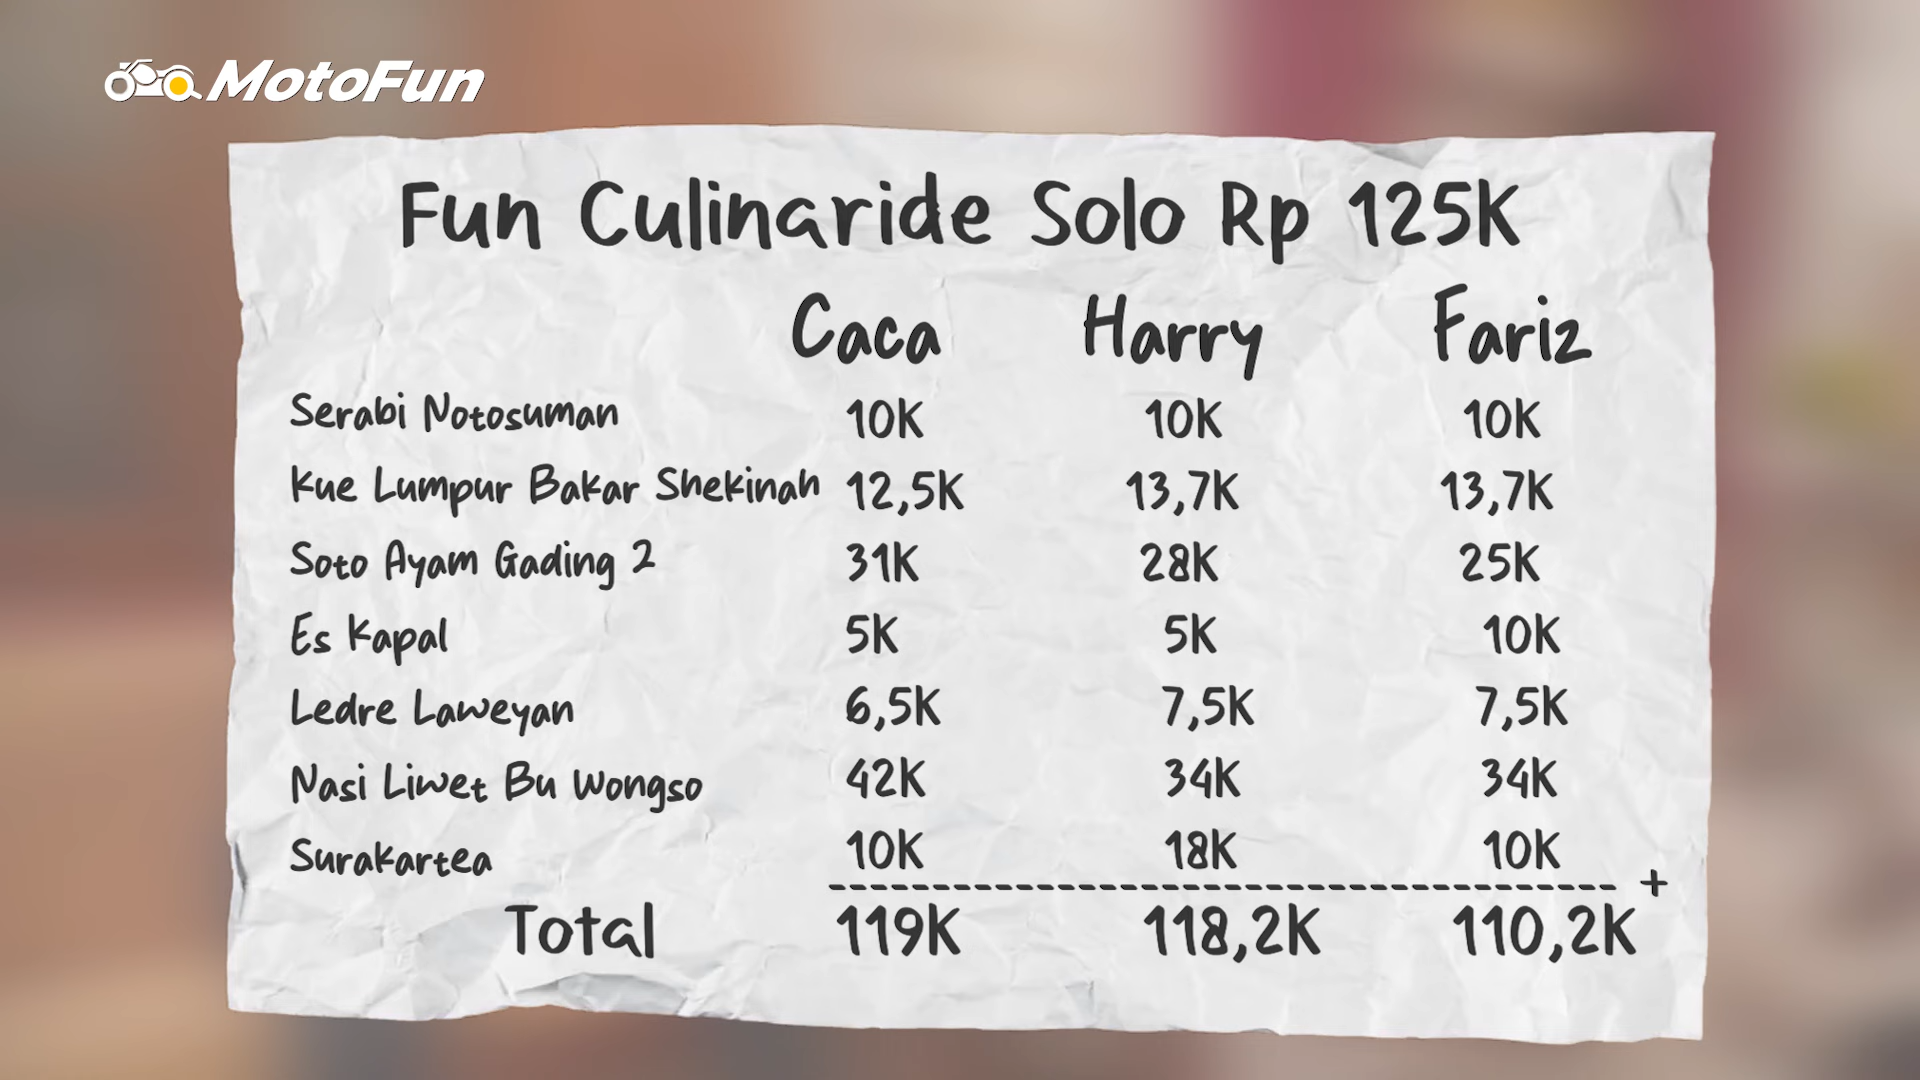 MotoFun
Fun Culinaride Solo Rp 125K
Caca Harry Fariz
Serabi Notosuman 10K 10K 10K
Kue Lumpur Bakar Shekinah 12,5K 13,7K 13,7K
Soto Ayam Gading 2 31K 28K 25K
Es Kapal 5K 5K 10K
Ledre Laweyan 6,5K 7,5K 7,5K
Nasi Liwet Bu Wongso 42K 34K 34K
Surakartea 10K 18K 10K
+
Total 119K 118,2K 110,2K